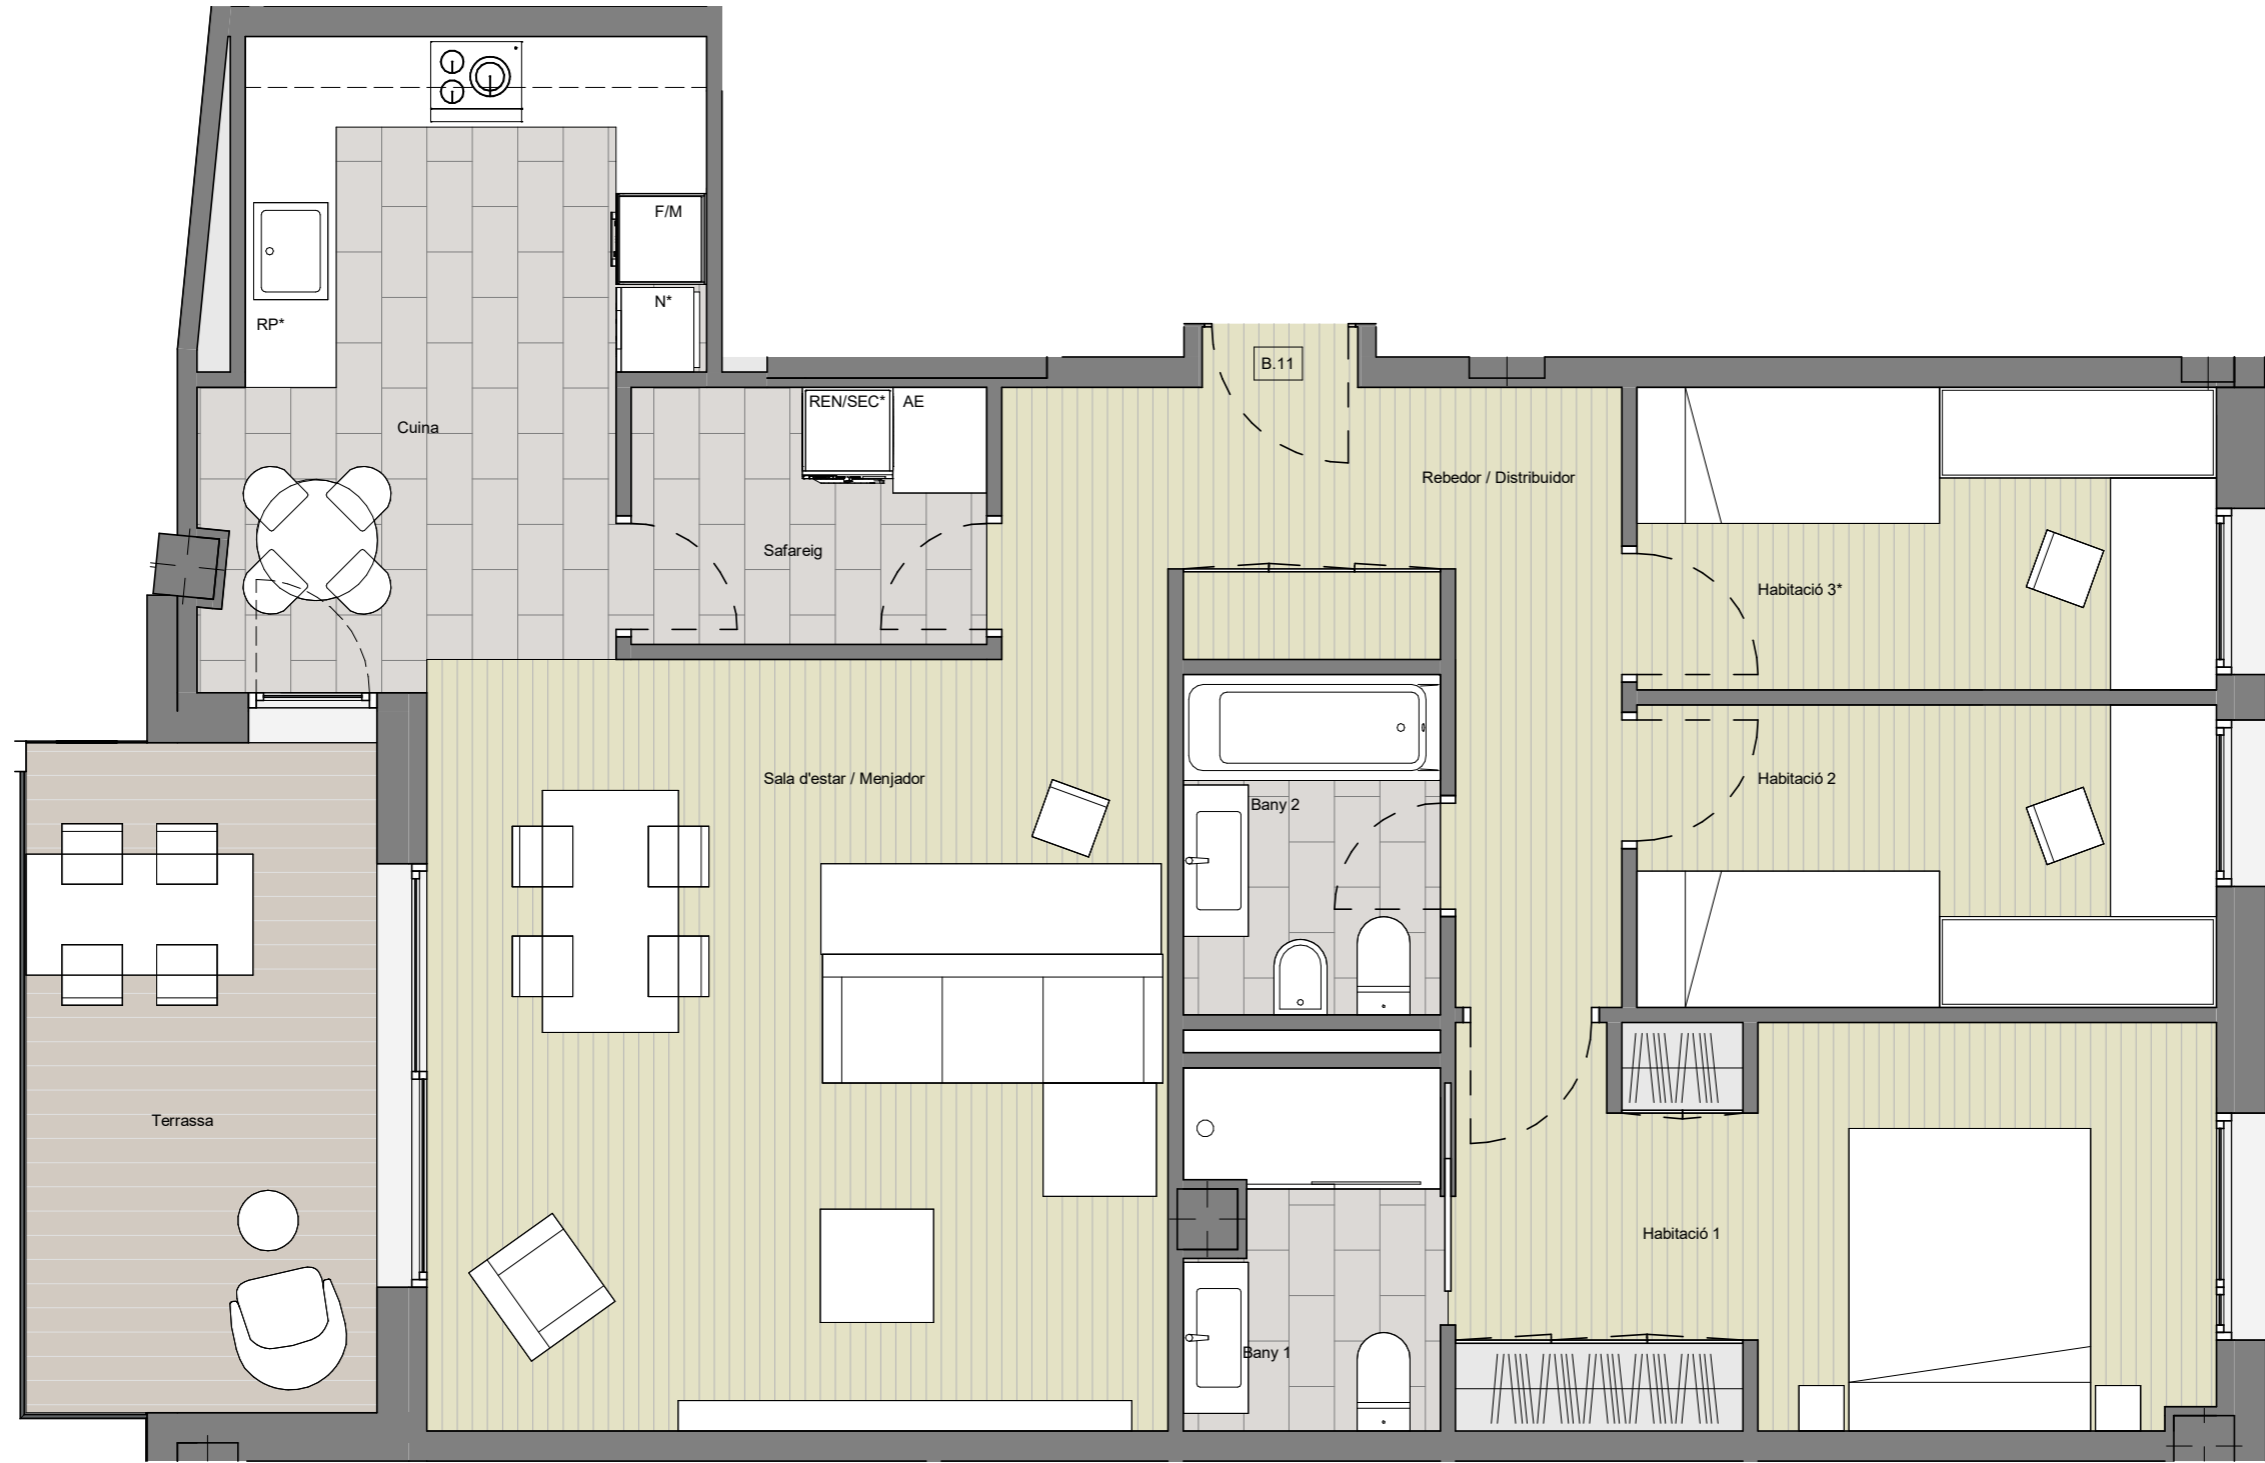 F/M
N*
RP*
B.11
REN/SEC*
AE
Cuina
Rebedor / Distribuidor
Safareig
Habitació 3*
Sala d'estar / Menjador
Habitació 2
Bany 2
Terrassa
Habitació 1
Bany 1